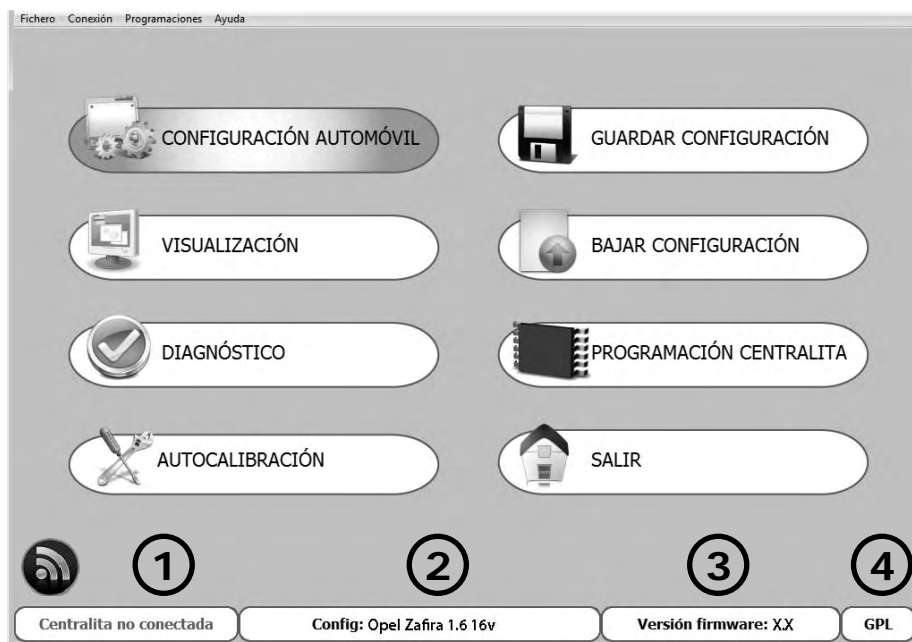 Fichero Conexión Programaciones Ayuda
CONFIGURACIÓN AUTOMÓVIL
GUARDAR CONFIGURACIÓN
VISUALIZACIÓN
BAJAR CONFIGURACIÓN
DIAGNÓSTICO
PROGRAMACIÓN CENTRALITA
AUTOCALIBRACIÓN
SALIR
1 2 3 4
Centralita no conectada Config: Opel Zafira 1.6 16v Versión firmware: X.X GPL